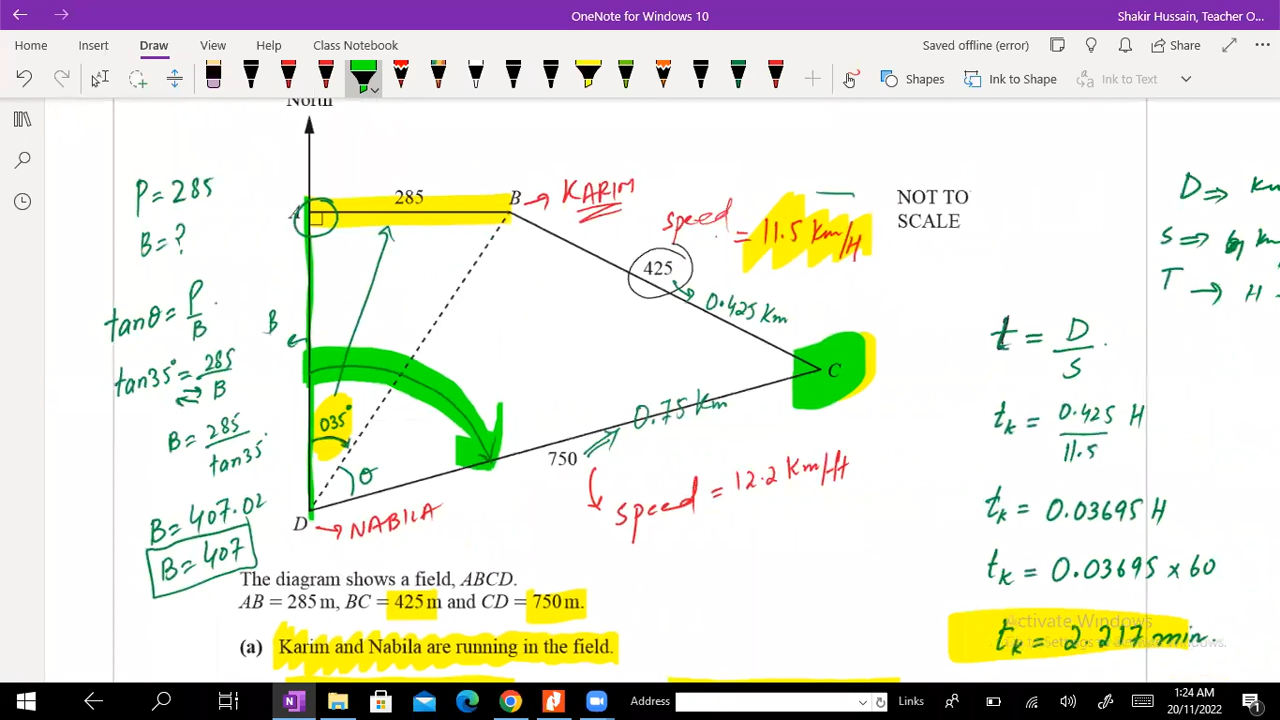 OneNote for Windows 10
Shakir Hussain, Teacher O...
Home Insert Draw View Help Class Notebook
Saved offline (error) Share
Shapes Ink to Shape Ink to Text
North
P = 285
B = ?
tanθ = P/B
tan35° = 285/B
B = 285/tan35°
B = 407.02
B = 407
A 285 B → KARIM
speed = 11.5 Km/H
NOT TO
SCALE
425
0.425 Km
B
035°
θ
C
0.75 Km
750
speed = 12.2 Km/H
D → NABILA
D ⇒ Km
S ⇒ Km
T → H
t = D/S
tk = 0.425/11.5 H
tk = 0.03695 H
tk = 0.03695 x 60
tk = 2.217 min.
Activate Windows
The diagram shows a field, ABCD.
AB = 285 m, BC = 425 m and CD = 750 m.
(a) Karim and Nabila are running in the field.
Address
Links
1:24 AM
20/11/2022